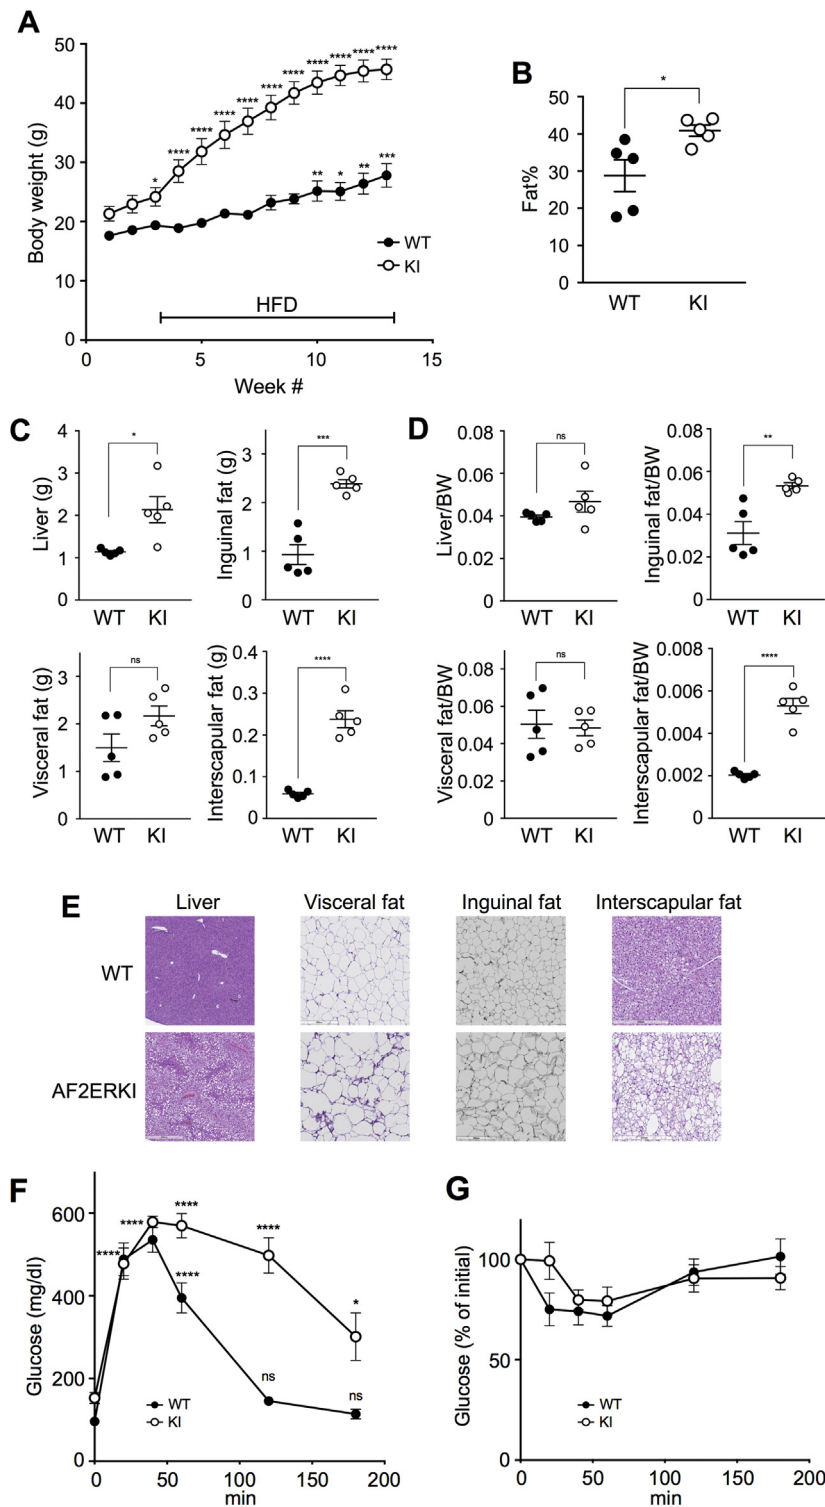 A
Body weight (g)
50
40
30
20
10
0
0
5
10
15
Week #
* **** **** **** **** **** **** **** **** **** ****
** * ** ***
WT
KI
HFD
B
Fat%
50
40
30
20
10
0
*
WT KI
C
Liver (g)
4
3
2
1
0
*
WT KI
Inguinal fat (g)
3
2
1
0
***
WT KI
Visceral fat (g)
3
2
1
0
ns
WT KI
Interscapular fat (g)
0.4
0.3
0.2
0.1
0
****
WT KI
D
Liver/BW
0.08
0.06
0.04
0.02
0
ns
WT KI
Inguinal fat/BW
0.08
0.06
0.04
0.02
0
**
WT KI
Visceral fat/BW
0.08
0.06
0.04
0.02
0.00
ns
WT KI
Interscapular fat/BW
0.008
0.006
0.004
0.002
0
****
WT KI
E
Liver Visceral fat Inguinal fat Interscapular fat
WT
AF2ERKI
F
Glucose (mg/dl)
600
400
200
0
0 50 100 150 200
min
**** **** **** **** *
**** ns ns
WT
KI
G
Glucose (% of initial)
100
50
0
0 50 100 150 200
min
WT
KI